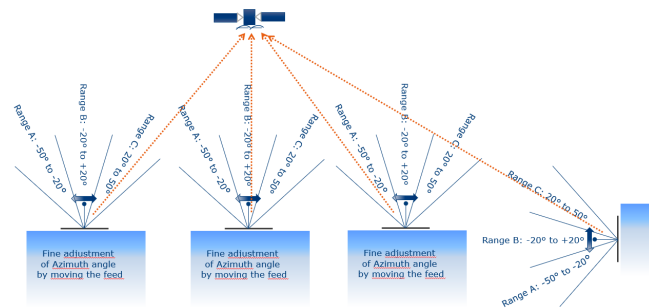 Range A: -50° to -20°
Range B: -20° to +20°
Range C: 20° to 50°
Fine adjustment
of Azimuth angle
by moving the feed
Range A: -50° to -20°
Range B: -20° to +20°
Range C: 20° to 50°
Fine adjustment
of Azimuth angle
by moving the feed
Range A: -50° to -20°
Range B: -20° to +20°
Range C: 20° to 50°
Fine adjustment
of Azimuth angle
by moving the feed
Range C: 20° to 50°
Range B: -20° to +20°
Range A: -50° to -20°